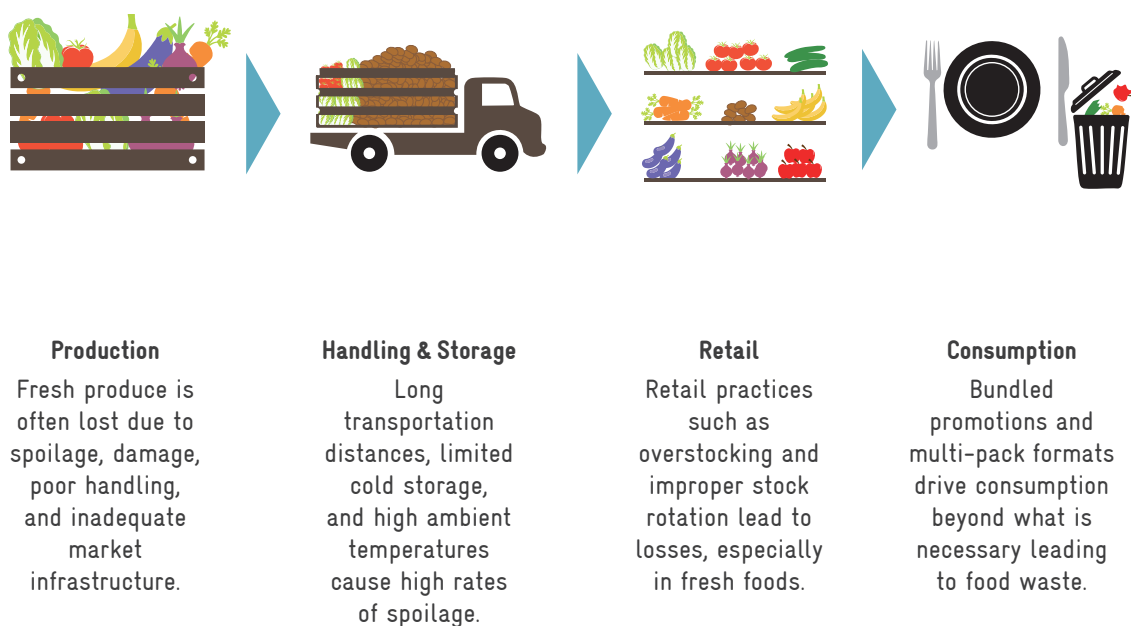 Production
Fresh produce is
often lost due to
spoilage, damage,
poor handling,
and inadequate
market
infrastructure.
Handling & Storage
Long
transportation
distances, limited
cold storage,
and high ambient
temperatures
cause high rates
of spoilage.
Retail
Retail practices
such as
overstocking and
improper stock
rotation lead to
losses, especially
in fresh foods.
Consumption
Bundled
promotions and
multi-pack formats
drive consumption
beyond what is
necessary leading
to food waste.